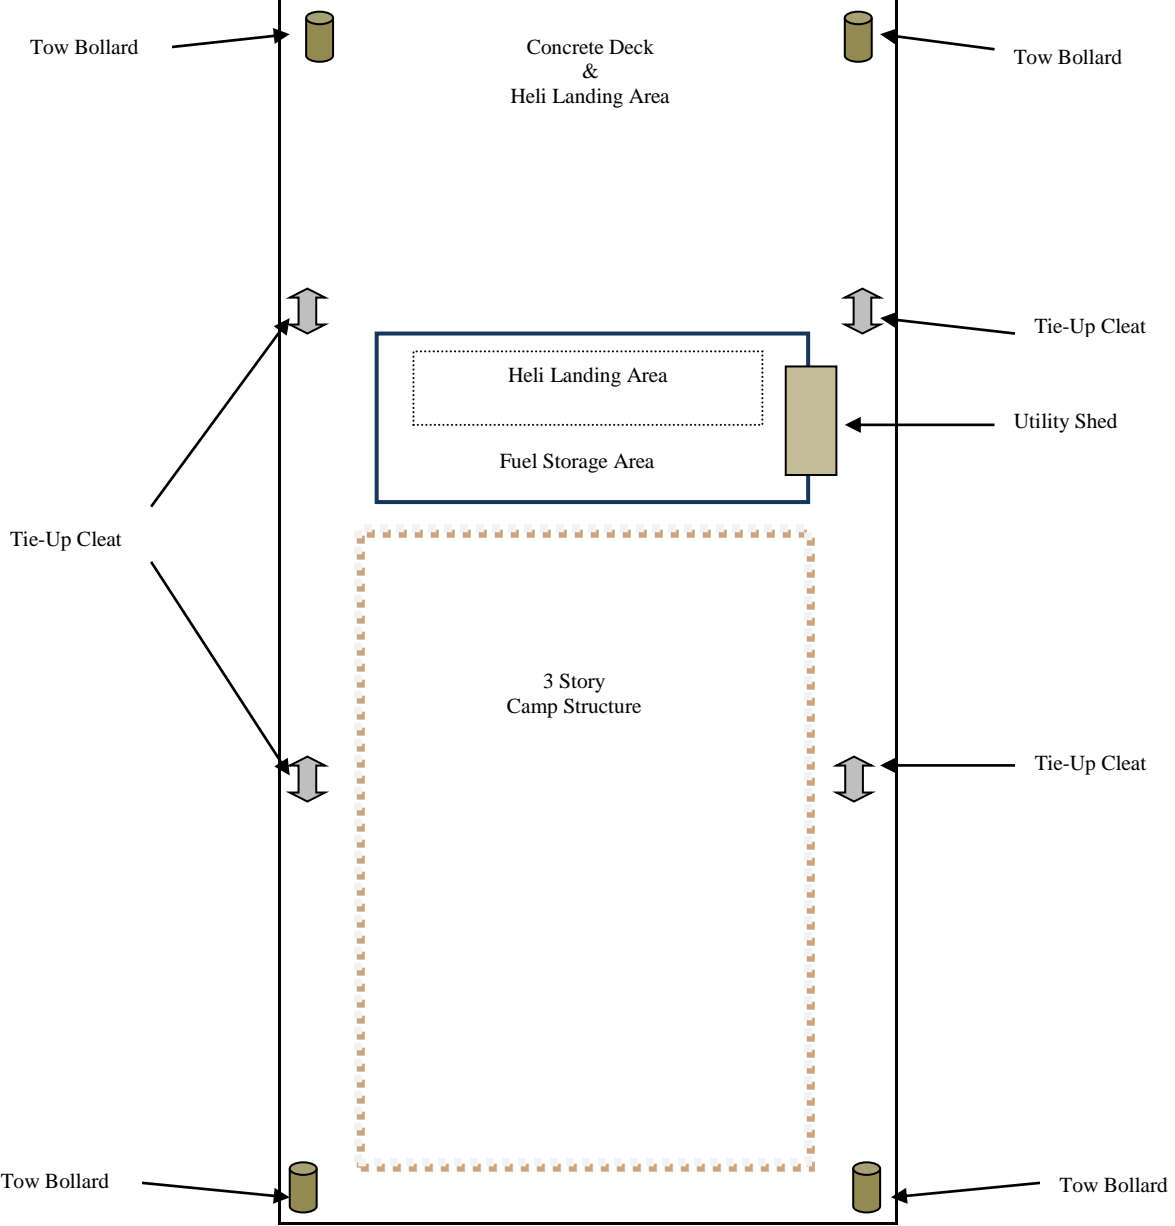 Tow Bollard
Concrete Deck
&
Heli Landing Area
Tow Bollard
Tie-Up Cleat
Heli Landing Area
Utility Shed
Fuel Storage Area
Tie-Up Cleat
3 Story
Camp Structure
Tie-Up Cleat
Tow Bollard
Tow Bollard